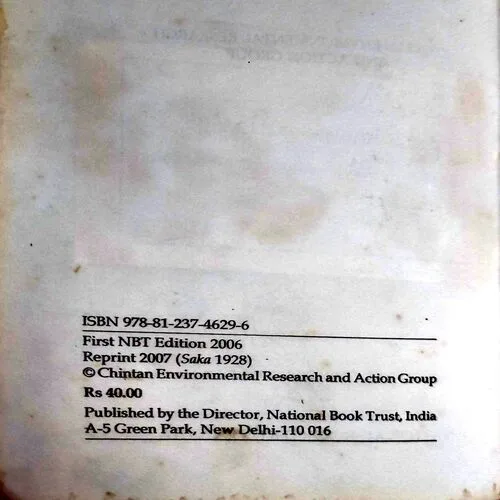 ISBN 978-81-237-4629-6
First NBT Edition 2006
Reprint 2007 (Saka 1928)
© Chintan Environmental Research and Action Group
Rs 40.00
Published by the Director, National Book Trust, India
A-5 Green Park, New Delhi-110 016